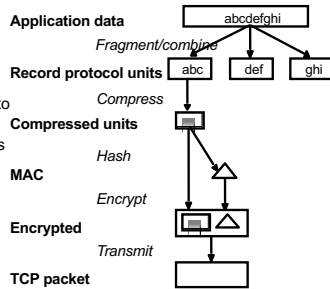 Application data
abcdefghi
Fragment/combine
Record protocol units
abc
def
ghi
to
Compress
Compressed units
s
Hash
MAC
Encrypt
Encrypted
Transmit
TCP packet